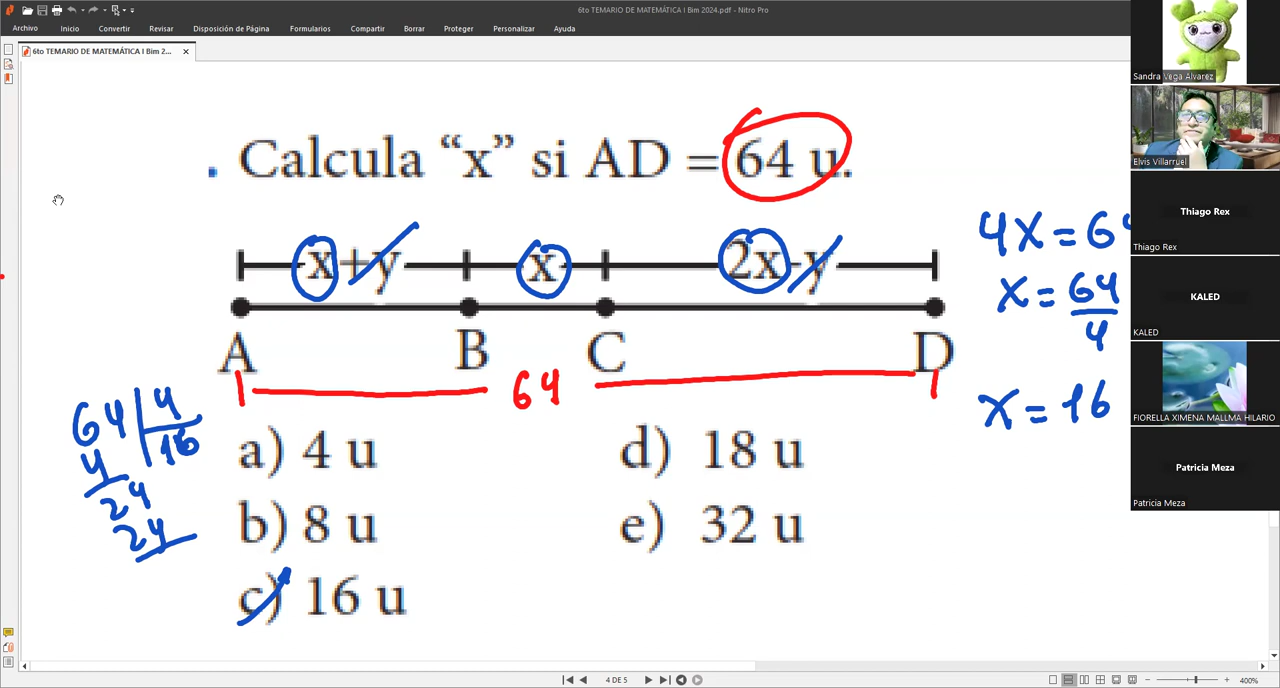 6to TEMARIO DE MATEMÁTICA I Bim 2024.pdf - Nitro Pro
Archivo Inicio Convertir Revisar Disposición de Página Formularios Compartir Borrar Proteger Personalizar Ayuda
6to TEMARIO DE MATEMÁTICA I Bim 2... ×
Calcula “x” si AD = 64 u.
x+y x 2x-y
A B C D
64
a) 4 u
b) 8 u
c) 16 u
d) 18 u
e) 32 u
64 4
4 16
24
24
4x = 6
x = 64
4
x = 16
Sandra Vega Alvarez
Elvis Villarruel
Thiago Rex
Thiago Rex
KALED
KALED
FIORELLA XIMENA MALLMA HILARIO
Patricia Meza
Patricia Meza
4 DE 5
400%